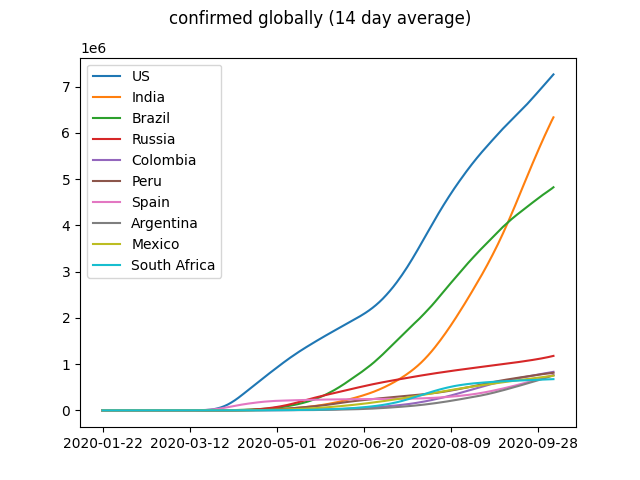 confirmed globally (14 day average)
1e6
7
6
5
4
3
2
1
0
US
India
Brazil
Russia
Colombia
Peru
Spain
Argentina
Mexico
South Africa
2020-01-22 2020-03-12 2020-05-01 2020-06-20 2020-08-09 2020-09-28